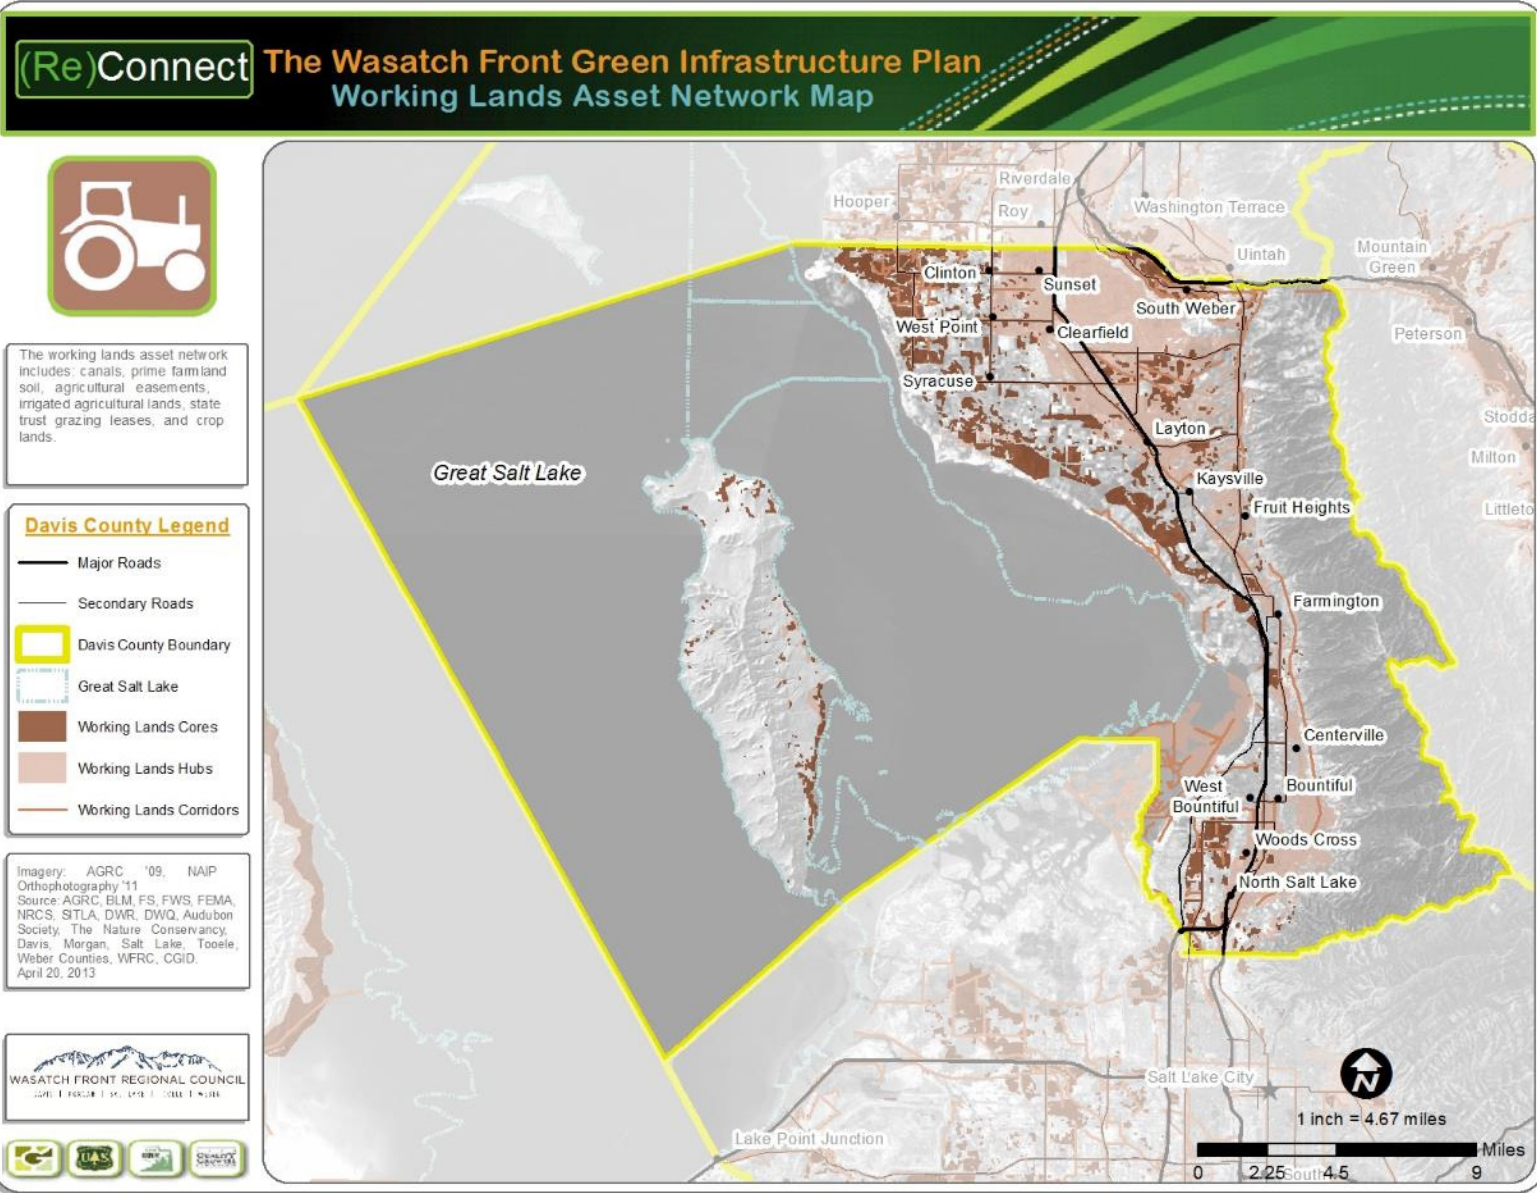 (Re)Connect
The Wasatch Front Green Infrastructure Plan
Working Lands Asset Network Map
The working lands asset network
includes: canals, prime farmland
soil, agricultural easements,
irrigated agricultural lands, state
trust grazing leases, and crop
lands.
Davis County Legend
Major Roads
Secondary Roads
Davis County Boundary
Great Salt Lake
Working Lands Cores
Working Lands Hubs
Working Lands Corridors
Imagery: AGRC '09, NAIP
Orthophotography '11
Source: AGRC, BLM, FS, FWS, FEMA,
NRCS, SITLA, DWR, DWQ, Audubon
Society, The Nature Conservancy,
Davis, Morgan, Salt Lake, Tooele,
Weber Counties, WFRC, CGID.
April 20, 2013
WASATCH FRONT REGIONAL COUNCIL
UAS
Riverdale
Hooper
Roy
Washington Terrace
Uintah
Mountain
Green
Clinton
Sunset
South Weber
West Point
Clearfield
Peterson
Syracuse
Stodda
Layton
Milton
Great Salt Lake
Kaysville
Fruit Heights
Littleto
Farmington
Centerville
West
Bountiful
Bountiful
Woods Cross
North Salt Lake
Salt Lake City
Lake Point Junction
N
1 inch = 4.67 miles
Miles
0 2.25 4.5 9
South